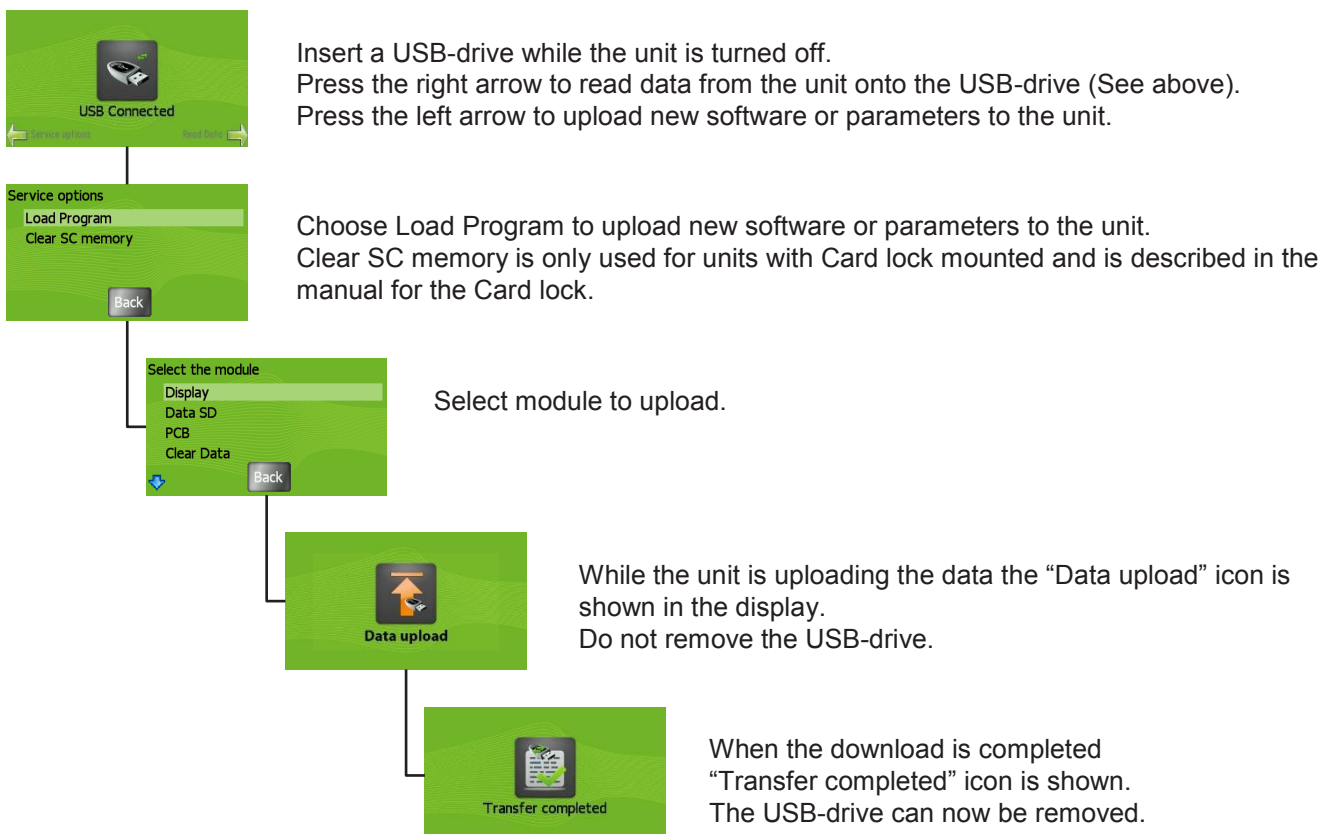 USB Connected
Service options
Read Data
Insert a USB-drive while the unit is turned off.
Press the right arrow to read data from the unit onto the USB-drive (See above).
Press the left arrow to upload new software or parameters to the unit.
Service options
Load Program
Clear SC memory
Back
Choose Load Program to upload new software or parameters to the unit.
Clear SC memory is only used for units with Card lock mounted and is described in the
manual for the Card lock.
Select the module
Display
Data SD
PCB
Clear Data
Back
Select module to upload.
Data upload
While the unit is uploading the data the “Data upload” icon is
shown in the display.
Do not remove the USB-drive.
Transfer completed
When the download is completed
“Transfer completed” icon is shown.
The USB-drive can now be removed.